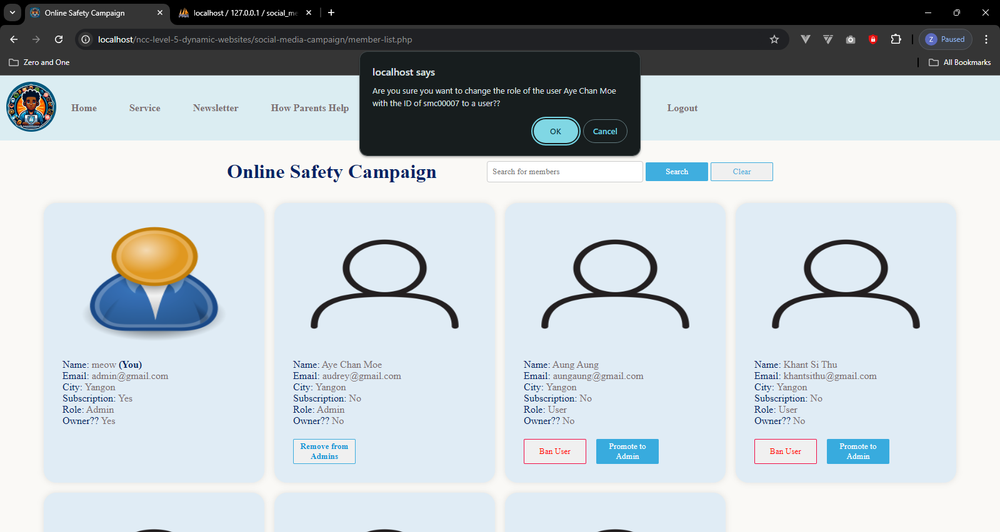 Online Safety Campaign
localhost / 127.0.0.1 / social_me
localhost/ncc-level-5-dynamic-websites/social-media-campaign/member-list.php
Z Paused
Zero and One
All Bookmarks
localhost says
Are you sure you want to change the role of the user Aye Chan Moe
with the ID of smc00007 to a user??
OK Cancel
Home Service Newsletter How Parents Help Logout
Online Safety Campaign
Search for members Search Clear
Name: meow (You)
Email: admin@gmail.com
City: Yangon
Subscription: Yes
Role: Admin
Owner?? Yes
Name: Aye Chan Moe
Email: audrey@gmail.com
City: Yangon
Subscription: No
Role: Admin
Owner?? No
Remove from
Admins
Name: Aung Aung
Email: aungaung@gmail.com
City: Yangon
Subscription: No
Role: User
Owner?? No
Ban User
Promote to
Admin
Name: Khant Si Thu
Email: khantsithu@gmail.com
City: Yangon
Subscription: No
Role: User
Owner?? No
Ban User
Promote to
Admin